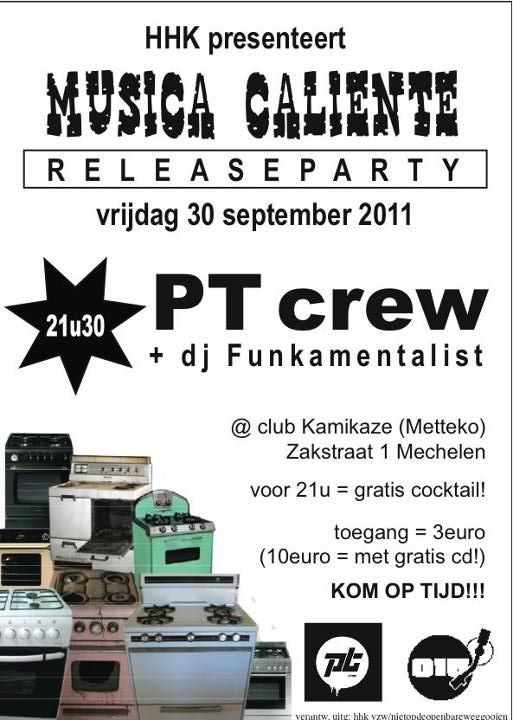 HHK presenteert
MUSICA CALIENTE
RELEASEPARTY
vrijdag 30 september 2011
21u30
PT crew
+ dj Funkamentalist
@ club Kamikaze (Metteko)
Zakstraat 1 Mechelen
voor 21u = gratis cocktail!
toegang = 3euro
(10euro = met gratis cd!)
KOM OP TIJD!!!
pt
015
verantw. uitg: hhk vzw/nietopdeopenbareweggooien